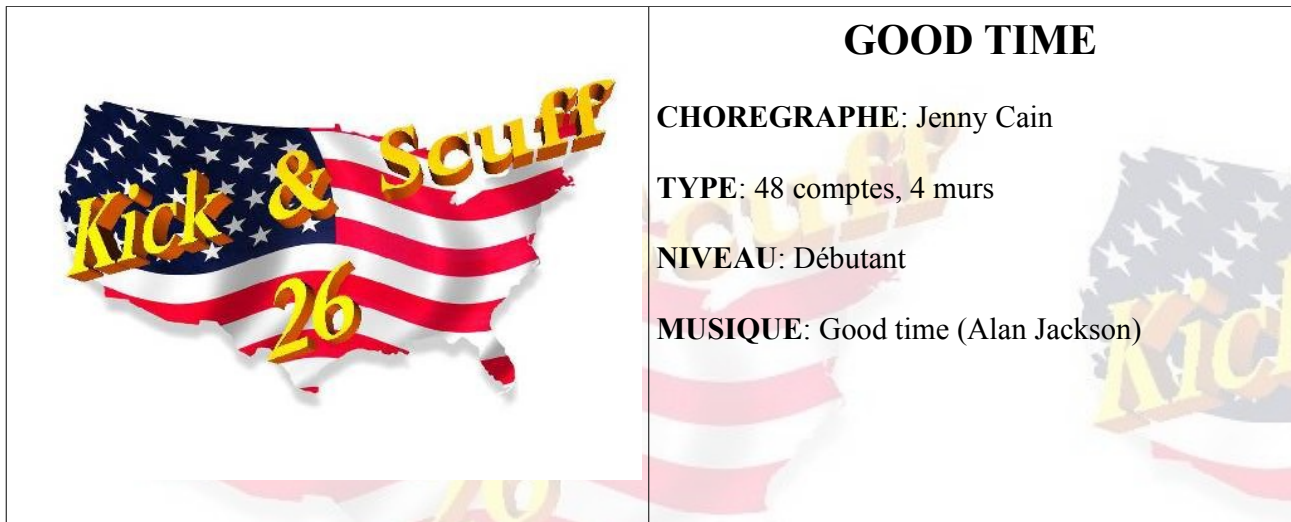 Kick & Scuff
26
GOOD TIME
CHOREGRAPHE: Jenny Cain
TYPE: 48 comptes, 4 murs
NIVEAU: Débutant
MUSIQUE: Good time (Alan Jackson)